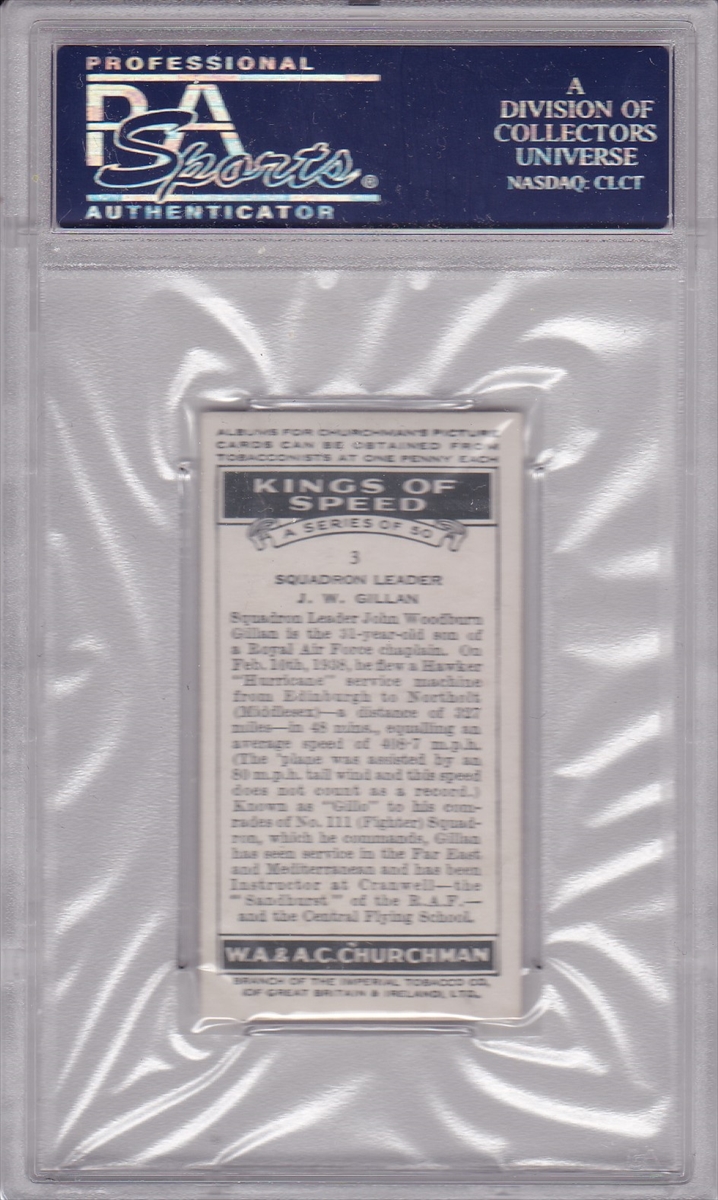 PROFESSIONAL
PSA
Sports®
AUTHENTICATOR
A
DIVISION OF
COLLECTORS
UNIVERSE
NASDAQ: CLCT
ALBUMS FOR CHURCHMAN'S PICTURE
CARDS CAN BE OBTAINED FROM
TOBACCONISTS AT ONE PENNY EACH
KINGS OF
SPEED
A SERIES OF 50
3
SQUADRON LEADER
J. W. GILLAN
Squadron Leader John Woodburn
Gillan is the 31-year-old son of
a Royal Air Force chaplain. On
Feb. 10th, 1938, he flew a Hawker
"Hurricane" service machine
from Edinburgh to Northolt
(Middlesex)—a distance of 327
miles—in 48 mins., equalling an
average speed of 408·7 m.p.h.
(The 'plane was assisted by an
80 m.p.h. tail wind and this speed
does not count as a record.)
Known as "Gillo" to his com-
rades of No. 111 (Fighter) Squad-
ron, which he commands, Gillan
has seen service in the Far East
and Mediterranean and has been
Instructor at Cranwell—the
"Sandhurst" of the R.A.F.—
and the Central Flying School.
W.A. & A.C. CHURCHMAN
BRANCH OF THE IMPERIAL TOBACCO CO.
(OF GREAT BRITAIN & IRELAND), LTD.